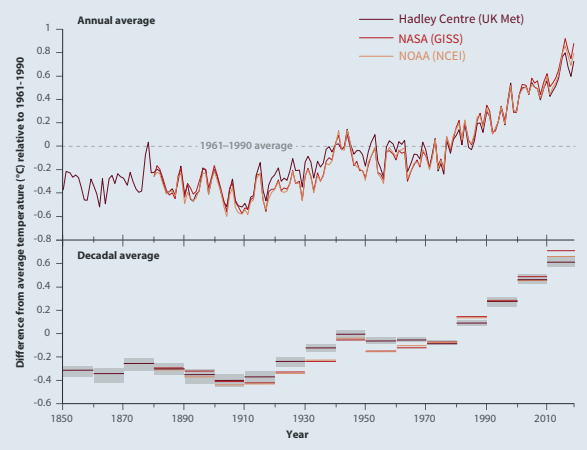 Annual average
Hadley Centre (UK Met)
NASA (GISS)
NOAA (NCEI)
Difference from average temperature (°C) relative to 1961-1990
1
0.8
0.6
0.4
0.2
0
-0.2
-0.4
-0.6
-0.8
1961–1990 average
Decadal average
0.6
0.4
0.2
0
-0.2
-0.4
-0.6
1850 1870 1890 1910 1930 1950 1970 1990 2010
Year